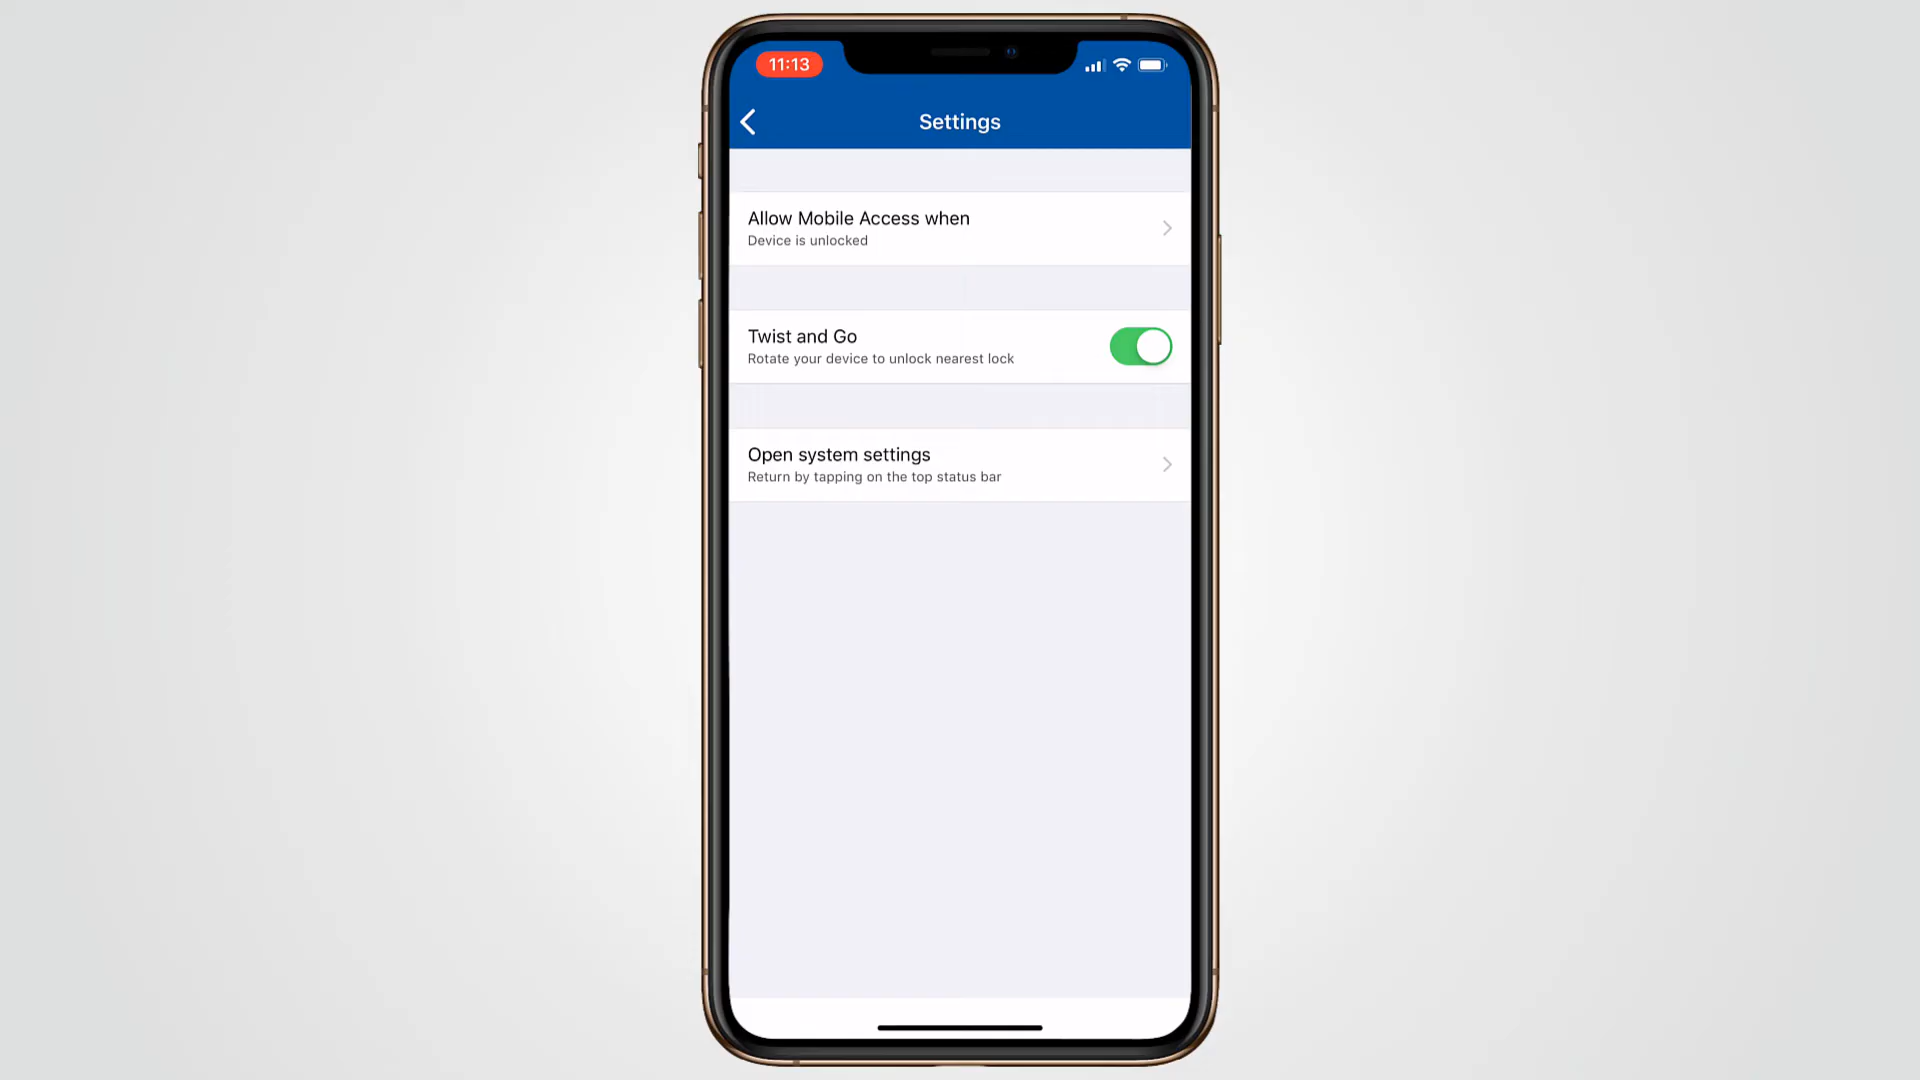 11:13
Settings
Allow Mobile Access when
Device is unlocked
Twist and Go
Rotate your device to unlock nearest lock
Open system settings
Return by tapping on the top status bar